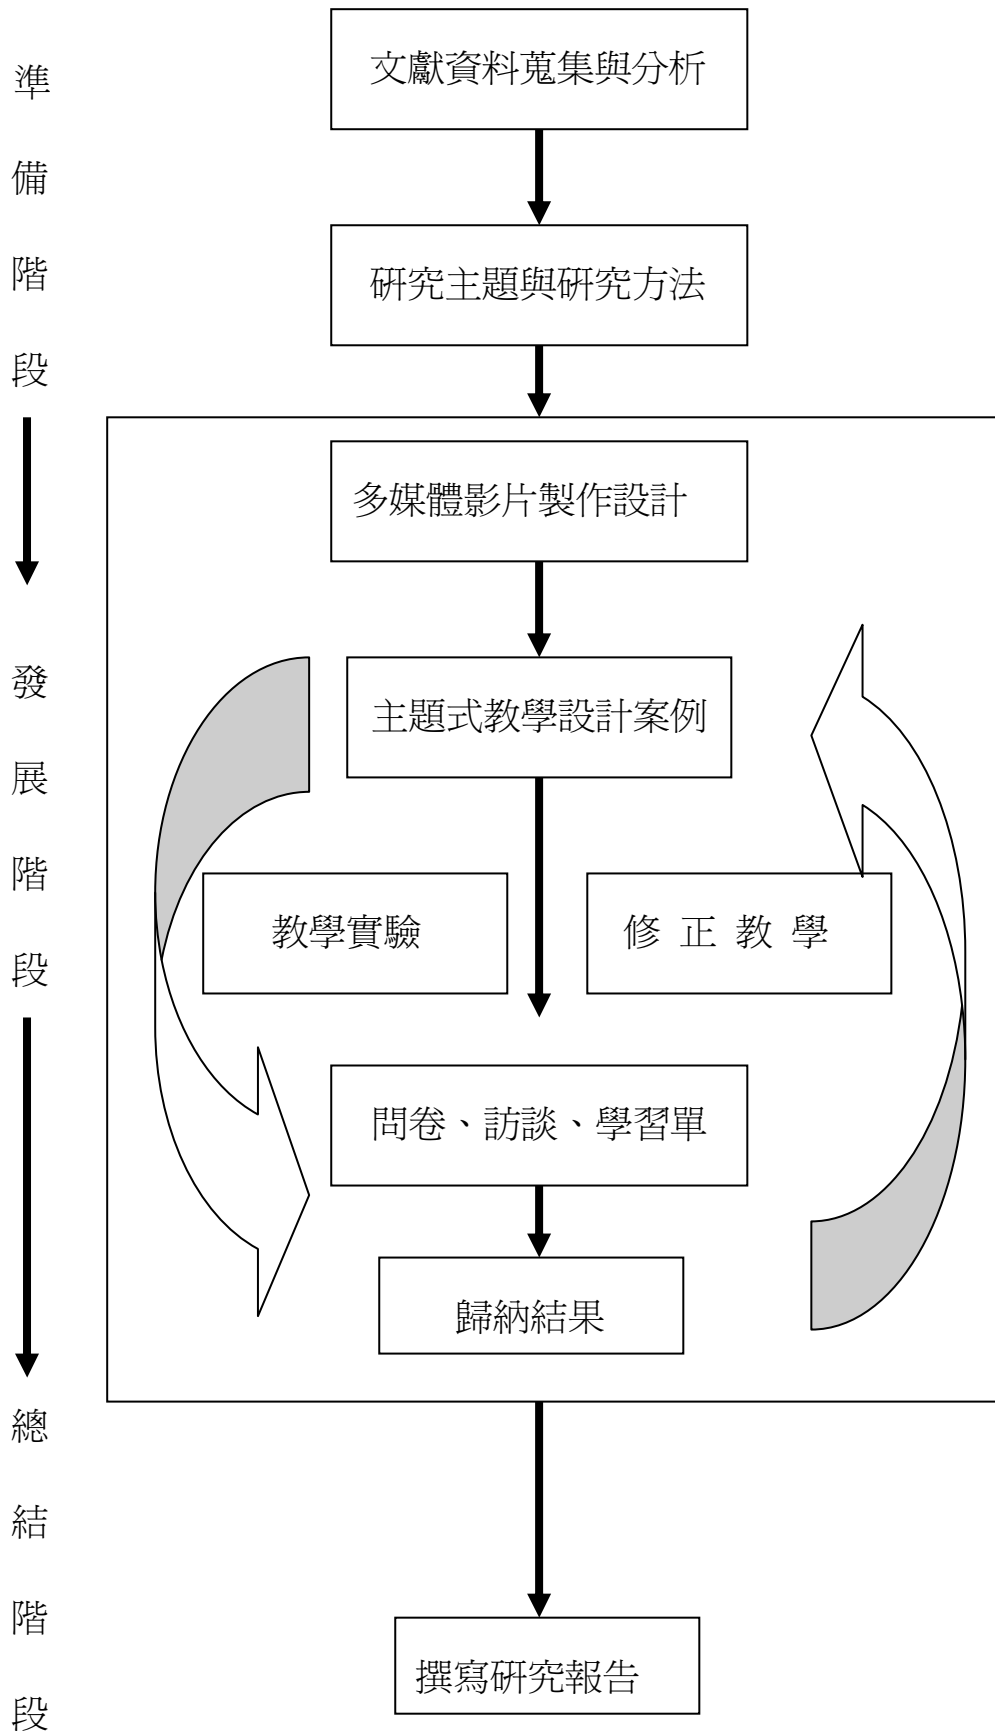 準備階段
文獻資料蒐集與分析
研究主題與研究方法
發展階段
多媒體影片製作設計
主題式教學設計案例
教學實驗
修 正 教 學
問卷、訪談、學習單
歸納結果
總結階段
撰寫研究報告